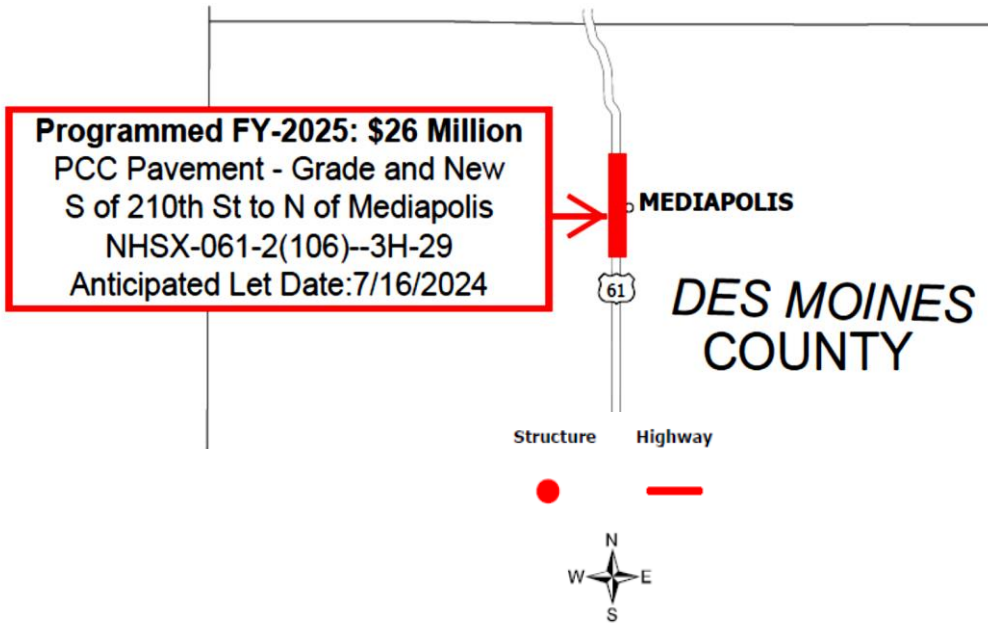 Programmed FY-2025: $26 Million
PCC Pavement - Grade and New
S of 210th St to N of Mediapolis
NHSX-061-2(106)--3H-29
Anticipated Let Date:7/16/2024
MEDIAPOLIS
61
DES MOINES
COUNTY
Structure Highway
N
W E
S